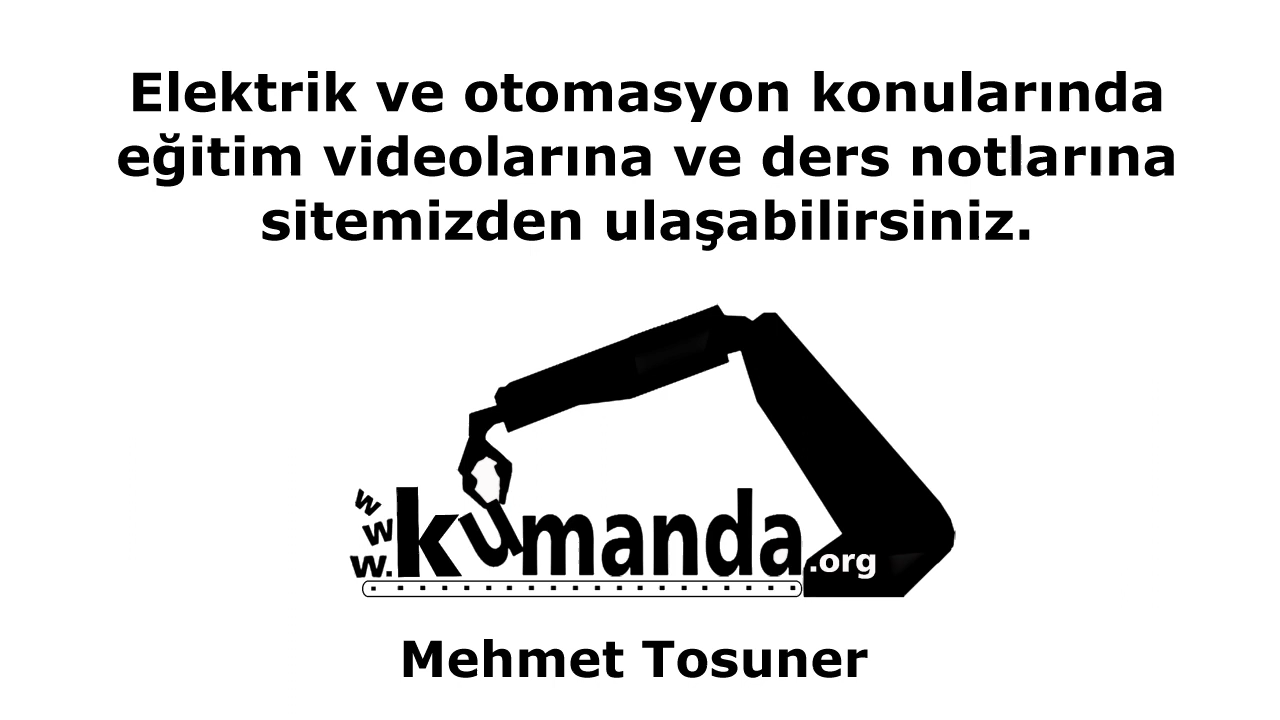 Elektrik ve otomasyon konularında
eğitim videolarına ve ders notlarına
sitemizden ulaşabilirsiniz.
www.kumanda.org
Mehmet Tosuner